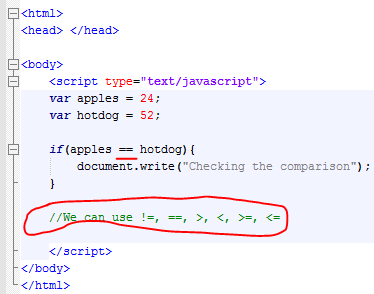 <html>
<head> </head>
<body>
<script type="text/javascript">
var apples = 24;
var hotdog = 52;
if(apples == hotdog){
document.write("Checking the comparison");
}
//We can use !=, ==, >, <, >=, <=
</script>
</body>
</html>